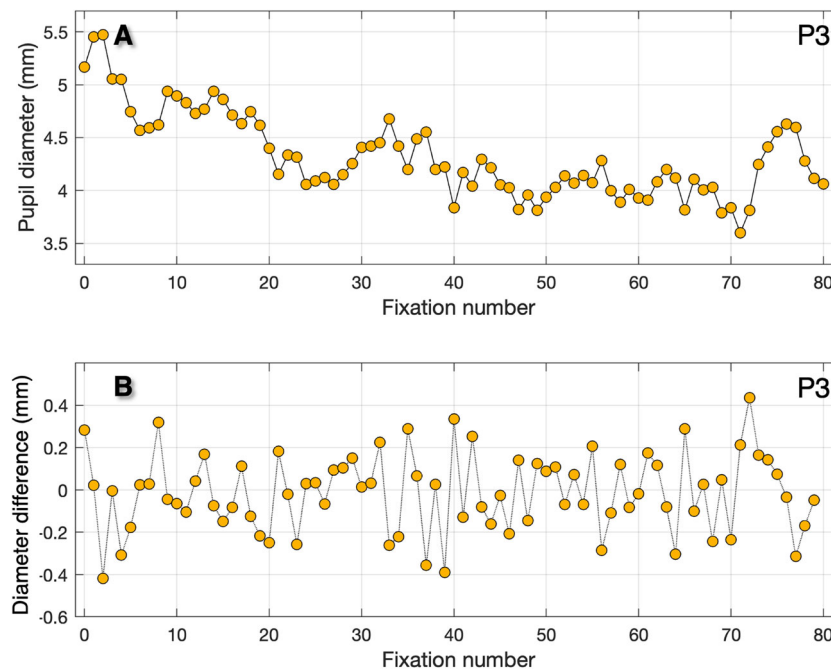 A
P3
5.5
5
4.5
4
3.5
Pupil diameter (mm)
0 10 20 30 40 50 60 70 80
Fixation number
B
P3
0.4
0.2
0
-0.2
-0.4
-0.6
Diameter difference (mm)
0 10 20 30 40 50 60 70 80
Fixation number